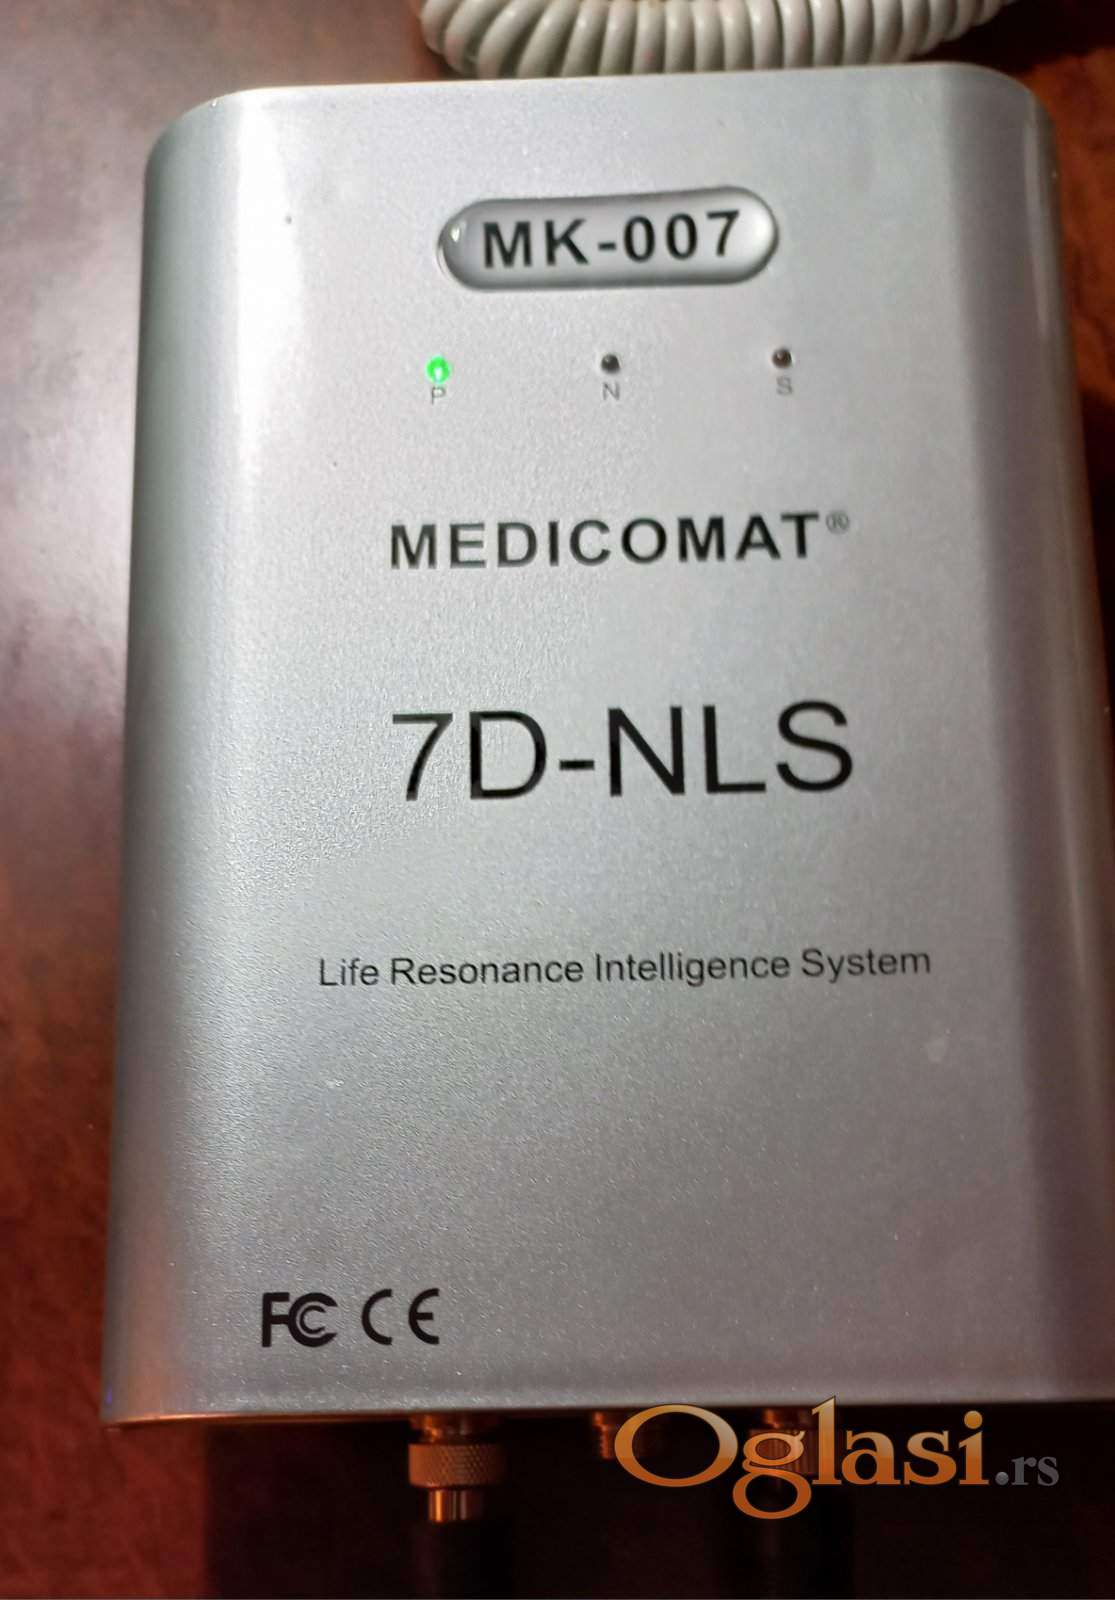 MK-007
P N S
MEDICOMAT®
7D-NLS
Life Resonance Intelligence System
FC CE
Oglasi.rs